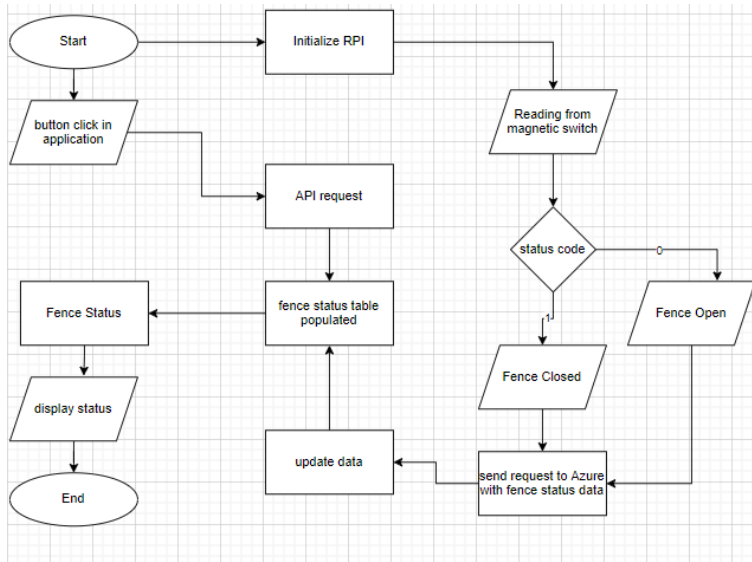 Start
Initialize RPI
button click in
application
Reading from
magnetic switch
API request
status code
0
Fence Status
fence status table
populated
Fence Open
1
Fence Closed
display status
update data
send request to Azure
with fence status data
End